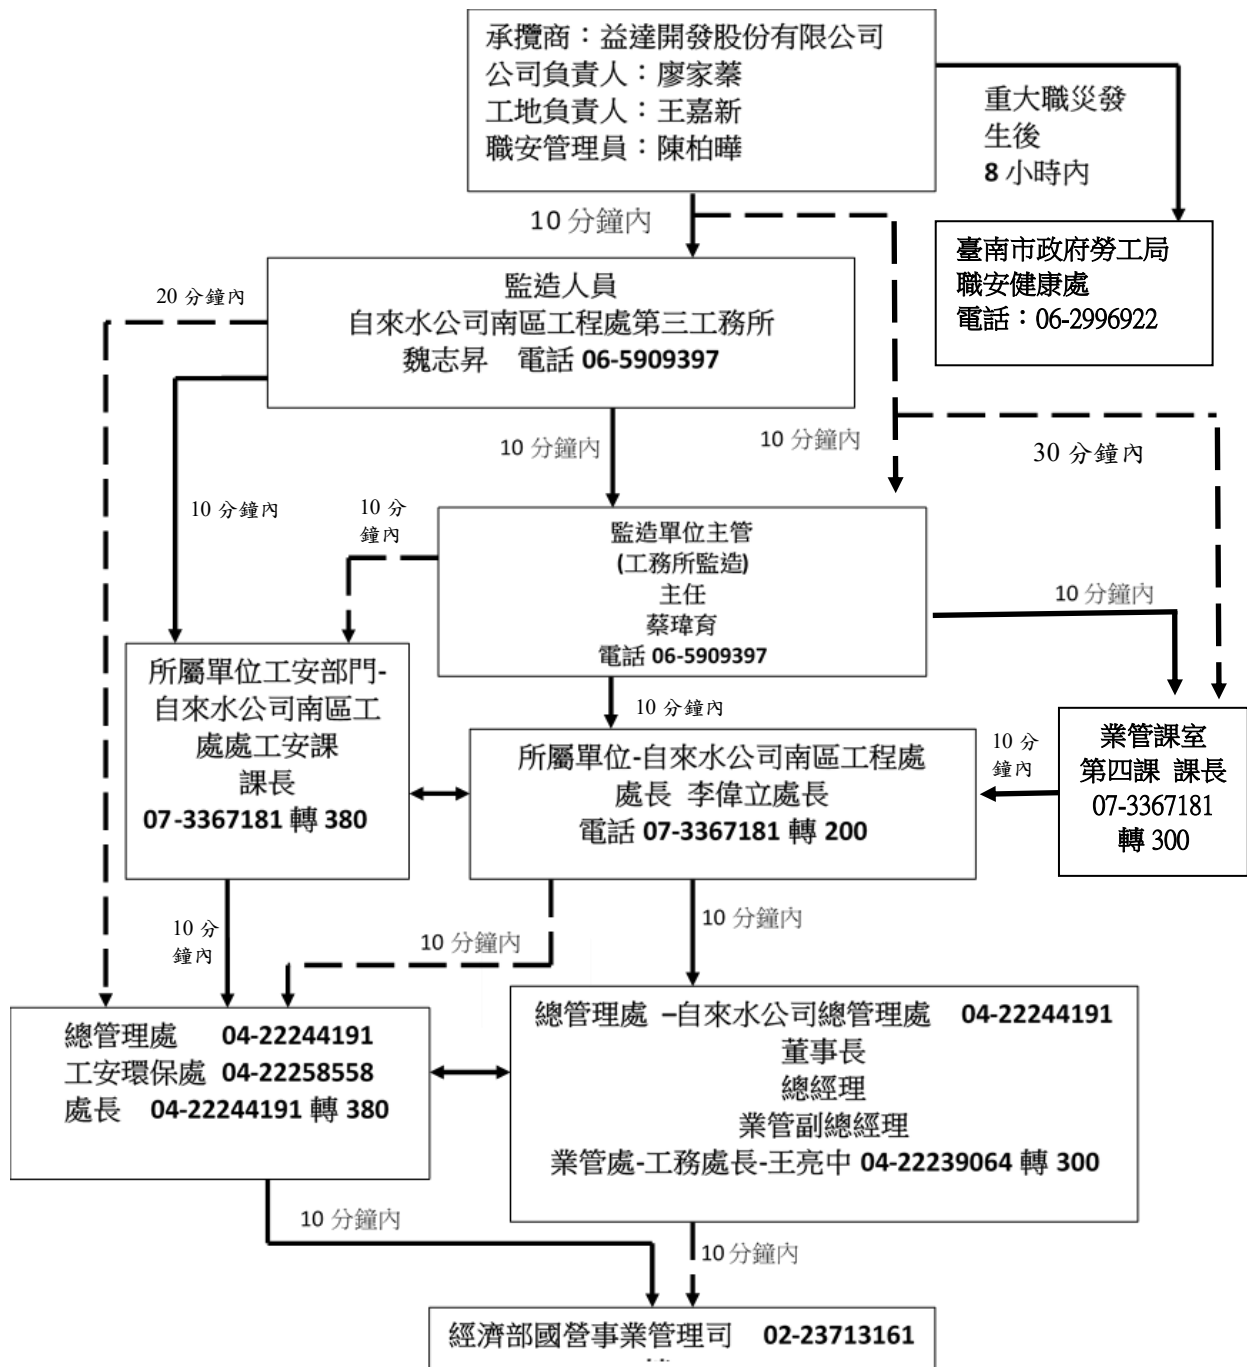 承攬商：益達開發股份有限公司
公司負責人：廖家蓁
工地負責人：王嘉新
職安管理員：陳柏曄
重大職災發
生後
8 小時內
10 分鐘內
臺南市政府勞工局
職安健康處
電話：06-2996922
20 分鐘內
監造人員
自來水公司南區工程處第三工務所
魏志昇 電話 06-5909397
10 分鐘內
10 分鐘內
30 分鐘內
10 分鐘內
10 分
鐘內
監造單位主管
(工務所監造)
主任
蔡瑋育
電話 06-5909397
10 分鐘內
所屬單位工安部門-
自來水公司南區工
處處工安課
課長
07-3367181 轉 380
10 分鐘內
所屬單位-自來水公司南區工程處
處長 李偉立處長
電話 07-3367181 轉 200
10 分
鐘內
業管課室
第四課 課長
07-3367181
轉 300
10 分
鐘內
10 分鐘內
10 分鐘內
總管理處 04-22244191
工安環保處 04-22258558
處長 04-22244191 轉 380
總管理處 –自來水公司總管理處 04-22244191
董事長
總經理
業管副總經理
業管處-工務處長-王亮中 04-22239064 轉 300
10 分鐘內
10 分鐘內
經濟部國營事業管理司 02-23713161